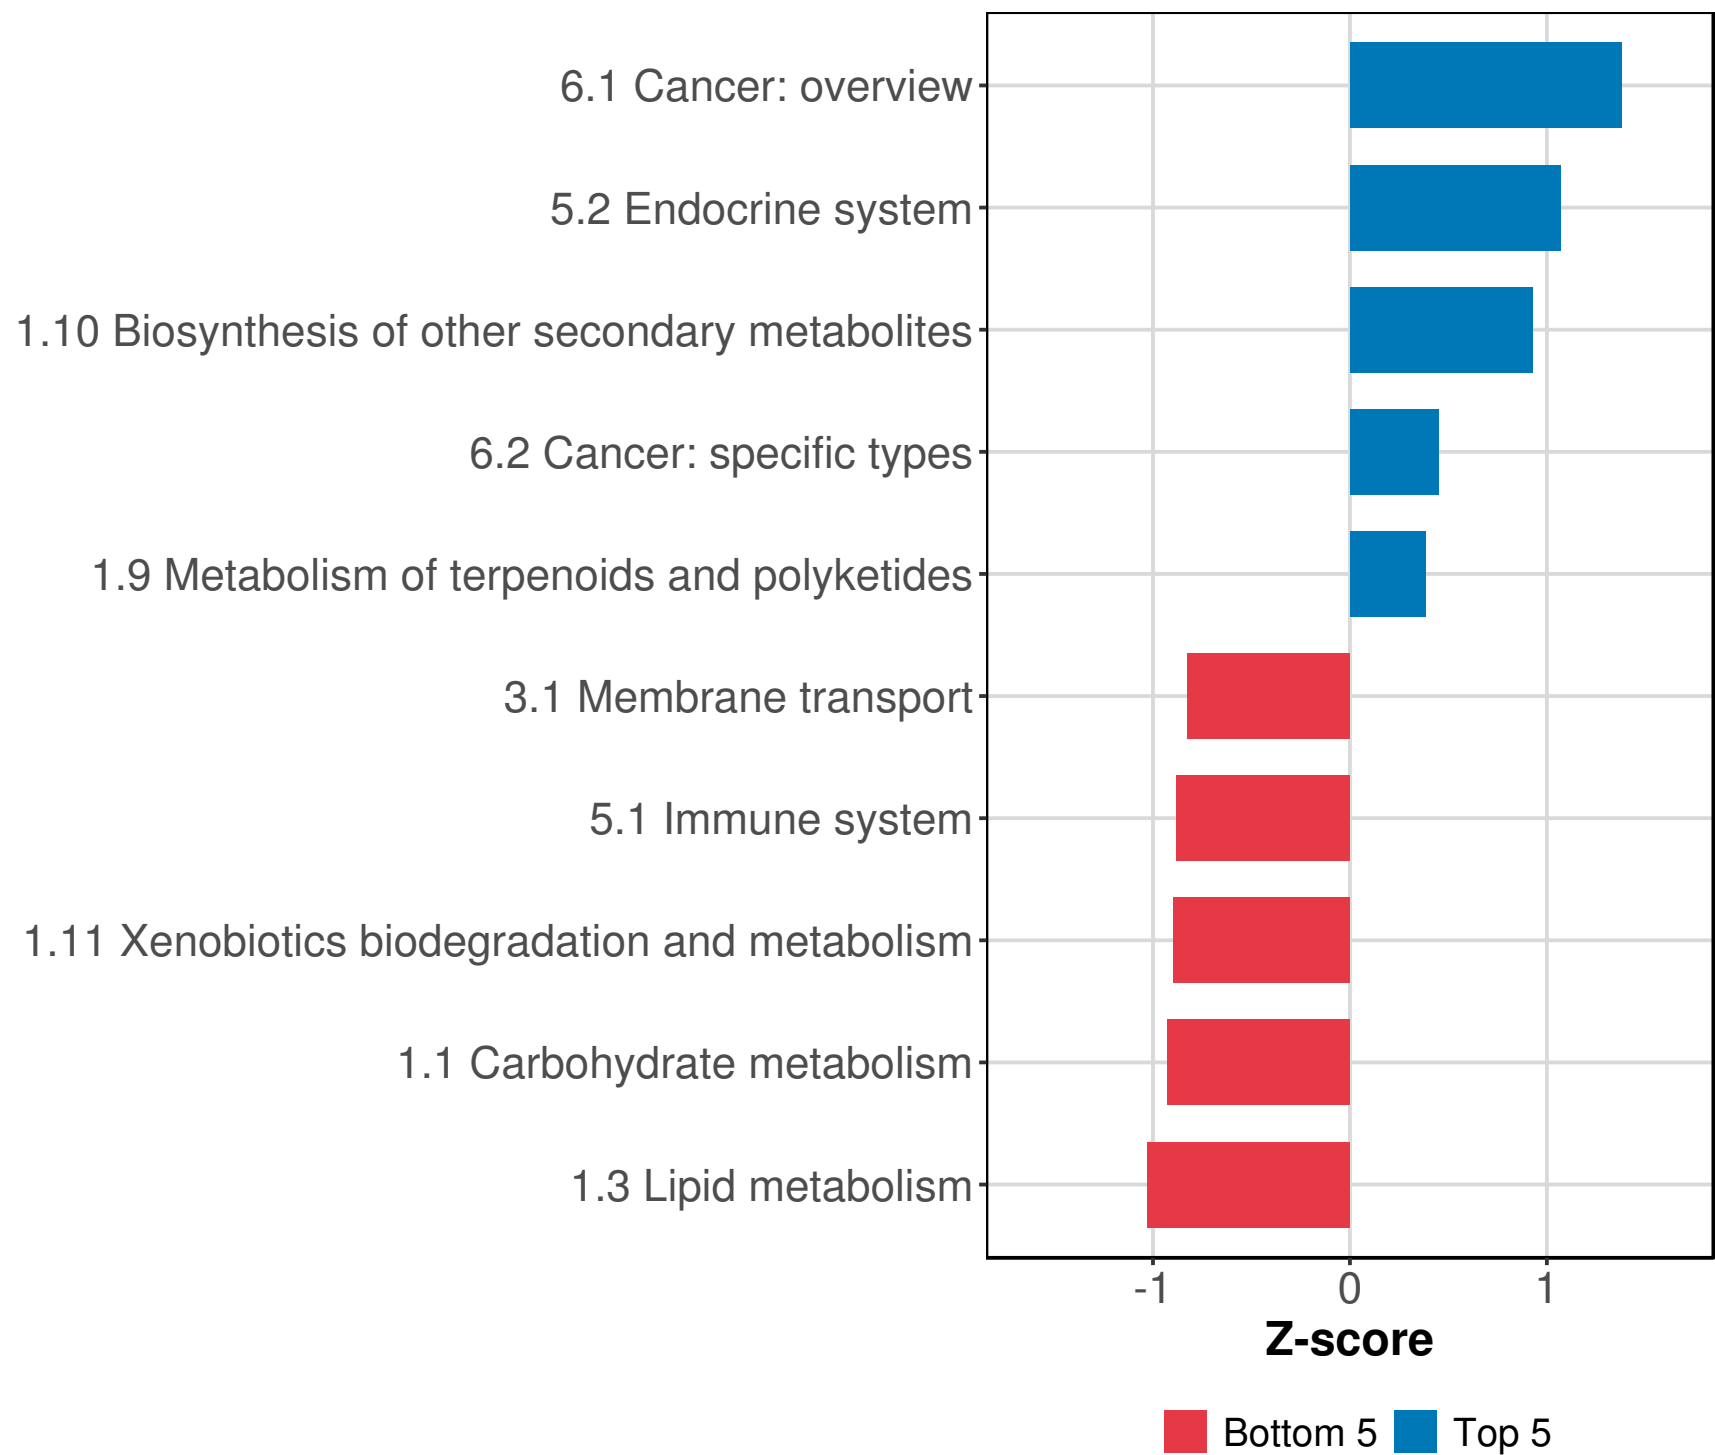 6.1 Cancer: overview
5.2 Endocrine system
1.10 Biosynthesis of other secondary metabolites
6.2 Cancer: specific types
1.9 Metabolism of terpenoids and polyketides
3.1 Membrane transport
5.1 Immune system
1.11 Xenobiotics biodegradation and metabolism
1.1 Carbohydrate metabolism
1.3 Lipid metabolism
-1 0 1
Z-score
Bottom 5 Top 5